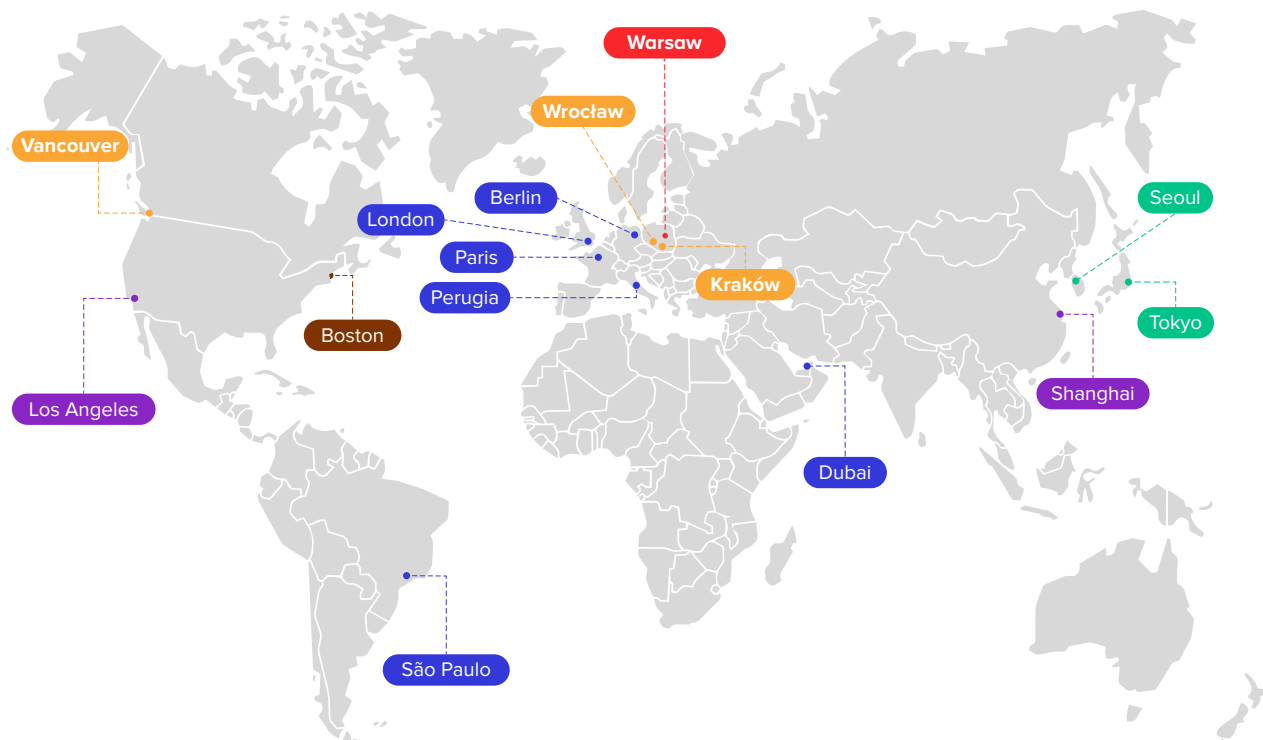 Warsaw
Wrocław
Vancouver
Berlin
Seoul
London
Paris
Kraków
Perugia
Tokyo
Boston
Shanghai
Los Angeles
Dubai
São Paulo